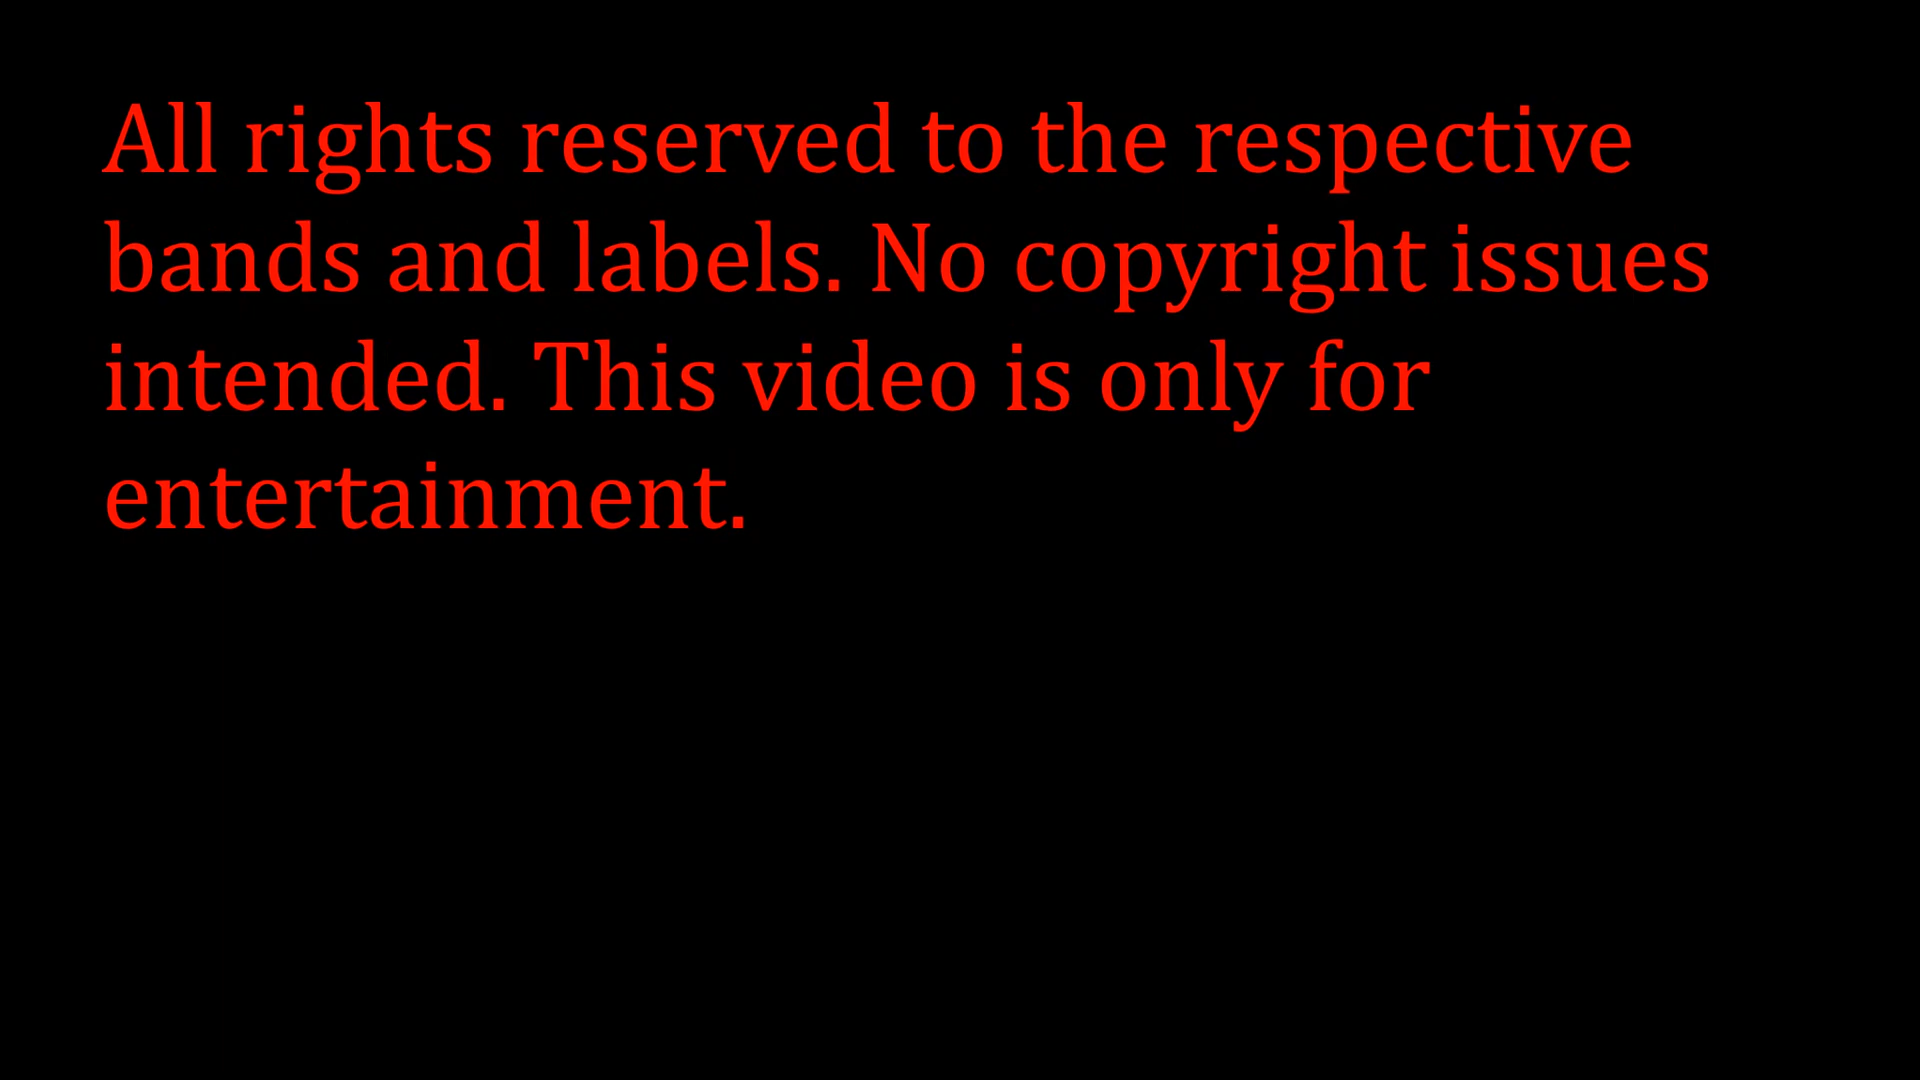 All rights reserved to the respective
bands and labels. No copyright issues
intended. This video is only for
entertainment.